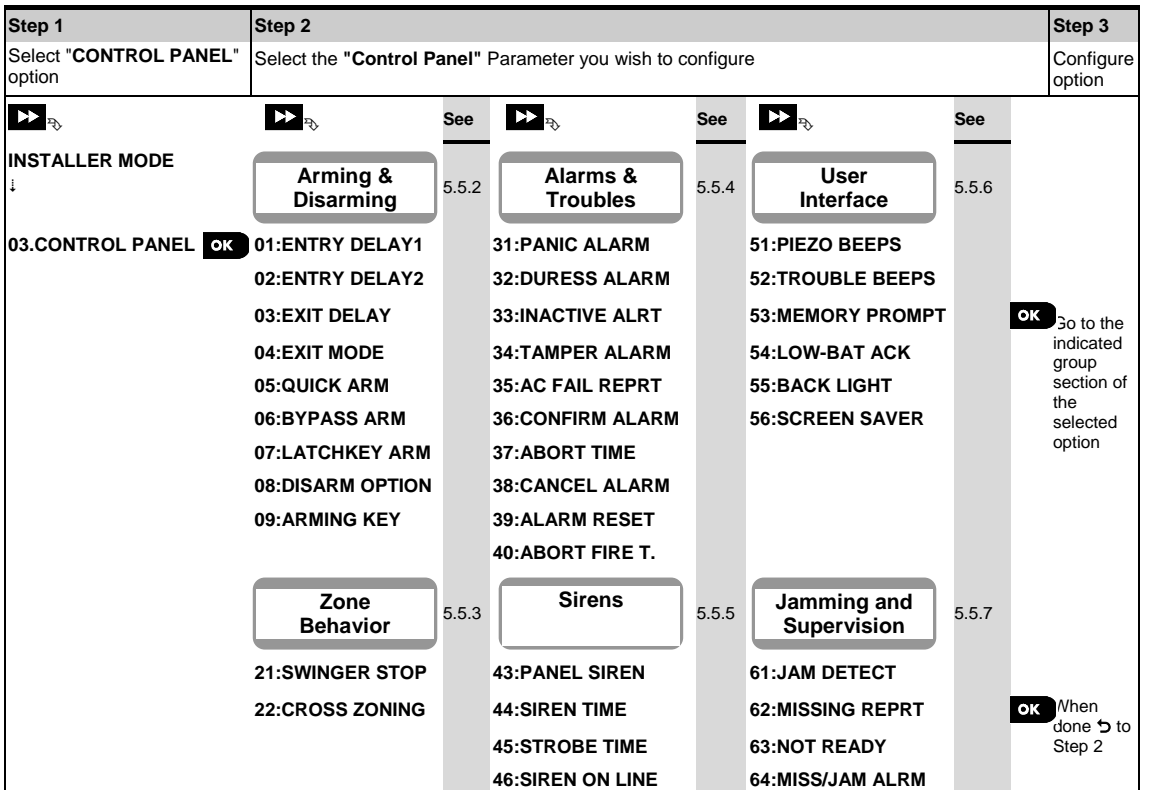 Step 1
Step 2
Step 3
Select "CONTROL PANEL"
option
Select the "Control Panel" Parameter you wish to configure
Configure
option
See
See
See
INSTALLER MODE
↓
03.CONTROL PANEL OK
Arming &
Disarming
5.5.2
01:ENTRY DELAY1
02:ENTRY DELAY2
03:EXIT DELAY
04:EXIT MODE
05:QUICK ARM
06:BYPASS ARM
07:LATCHKEY ARM
08:DISARM OPTION
09:ARMING KEY
Alarms &
Troubles
5.5.4
31:PANIC ALARM
32:DURESS ALARM
33:INACTIVE ALRT
34:TAMPER ALARM
35:AC FAIL REPRT
36:CONFIRM ALARM
37:ABORT TIME
38:CANCEL ALARM
39:ALARM RESET
40:ABORT FIRE T.
User
Interface
5.5.6
51:PIEZO BEEPS
52:TROUBLE BEEPS
53:MEMORY PROMPT
54:LOW-BAT ACK
55:BACK LIGHT
56:SCREEN SAVER
OK
Go to the
indicated
group
section of
the
selected
option
Zone
Behavior
5.5.3
21:SWINGER STOP
22:CROSS ZONING
Sirens
5.5.5
43:PANEL SIREN
44:SIREN TIME
45:STROBE TIME
46:SIREN ON LINE
Jamming and
Supervision
5.5.7
61:JAM DETECT
62:MISSING REPRT
63:NOT READY
64:MISS/JAM ALRM
OK
When
done ⮌ to
Step 2